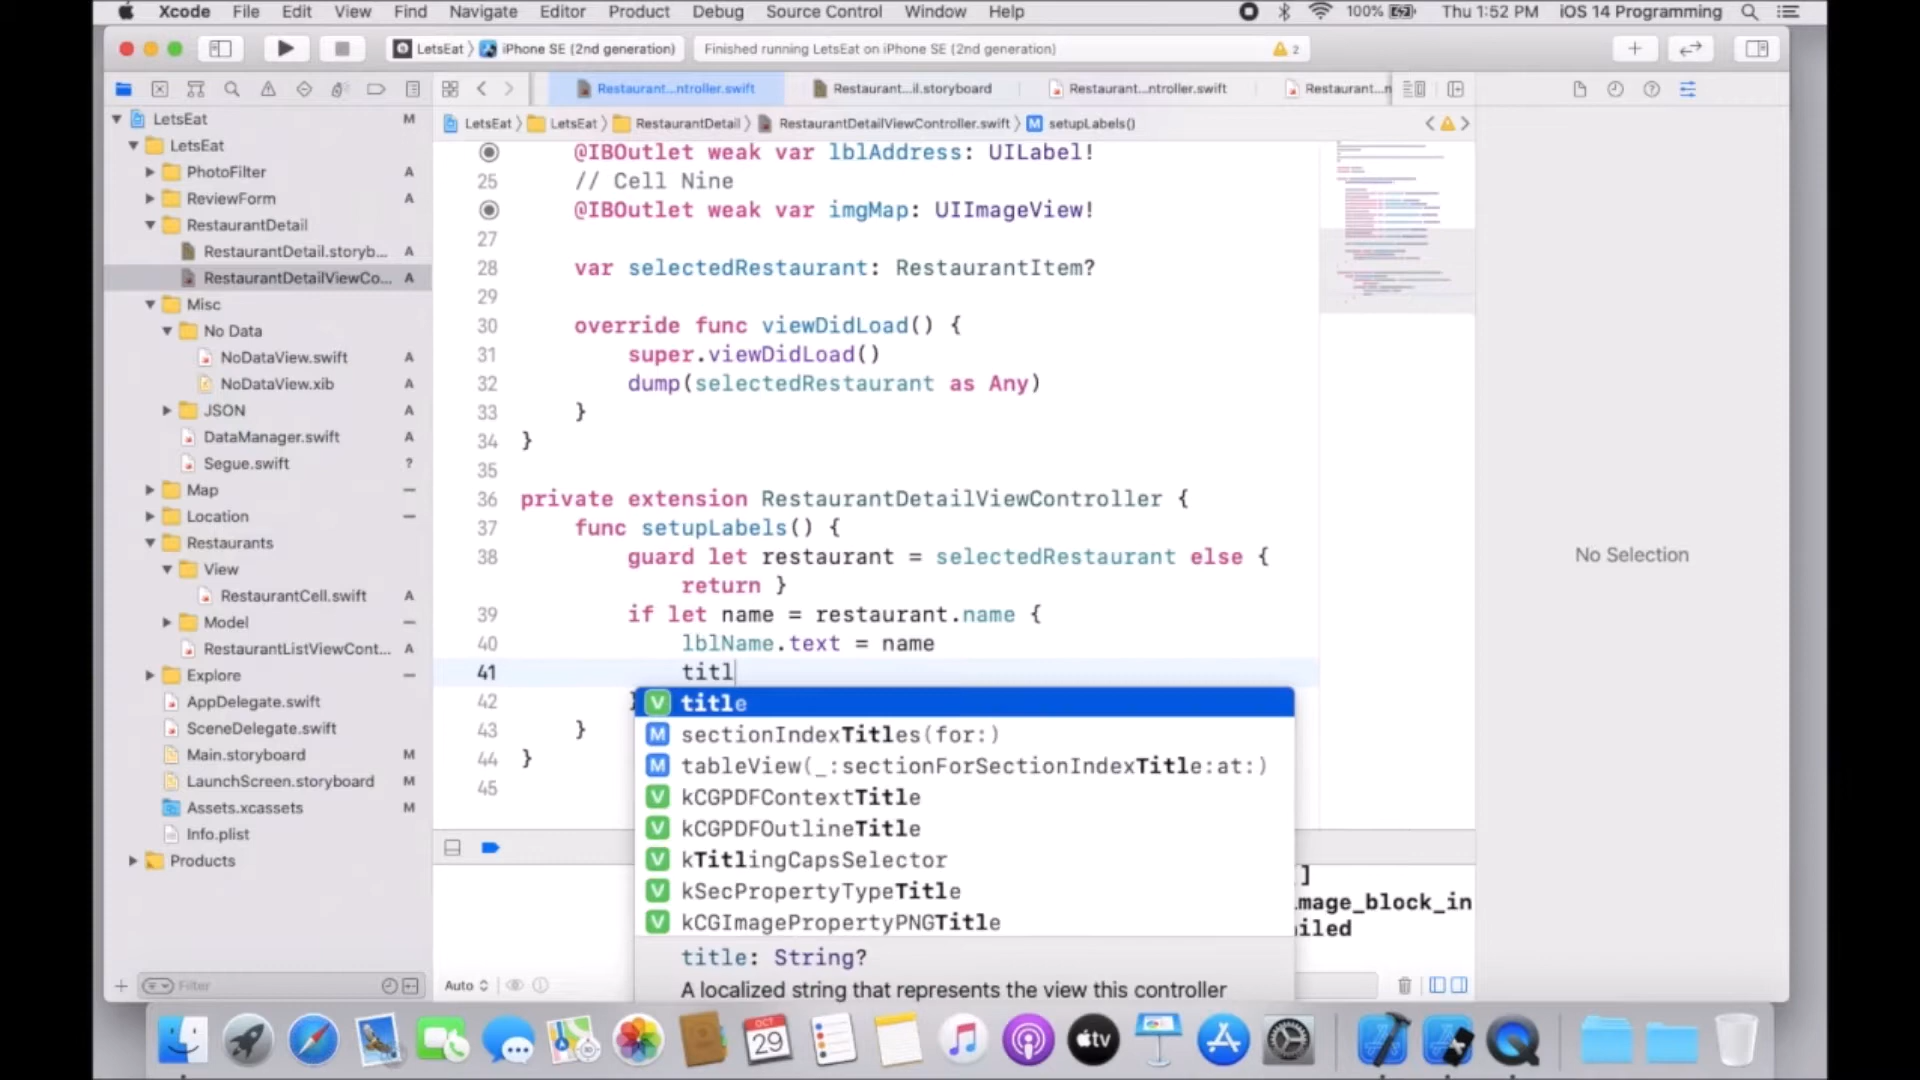 Xcode File Edit View Find Navigate Editor Product Debug Source Control Window Help 100% Thu 1:52 PM iOS 14 Programming
LetsEat iPhone SE (2nd generation) Finished running LetsEat on iPhone SE (2nd generation) 2
Restaurant...ntroller.swift Restaurant...il.storyboard Restaurant...ntroller.swift Restaurant...n
LetsEat LetsEat RestaurantDetail RestaurantDetailViewController.swift M setupLabels()
LetsEat M
LetsEat
PhotoFilter A
ReviewForm A
RestaurantDetail
RestaurantDetail.storyb... A
RestaurantDetailViewCo... A
Misc
No Data
NoDataView.swift A
NoDataView.xib A
JSON A
DataManager.swift A
Segue.swift ?
Map
Location
Restaurants
View
RestaurantCell.swift A
Model
RestaurantListViewCont... A
Explore
AppDelegate.swift
SceneDelegate.swift
Main.storyboard M
LaunchScreen.storyboard M
Assets.xcassets M
Info.plist
Products
Filter
@IBOutlet weak var lblAddress: UILabel!
25 // Cell Nine
@IBOutlet weak var imgMap: UIImageView!
27
28 var selectedRestaurant: RestaurantItem?
29
30 override func viewDidLoad() {
31 super.viewDidLoad()
32 dump(selectedRestaurant as Any)
33 }
34 }
35
36 private extension RestaurantDetailViewController {
37 func setupLabels() {
38 guard let restaurant = selectedRestaurant else {
return }
39 if let name = restaurant.name {
40 lblName.text = name
41 titl
42
43 }
44 }
45
V title
M sectionIndexTitles(for:)
M tableView(_:sectionForSectionIndexTitle:at:)
V kCGPDFContextTitle
V kCGPDFOutlineTitle
V kTitlingCapsSelector
V kSecPropertyTypeTitle
V kCGImagePropertyPNGTitle
title: String?
A localized string that represents the view this controller
]
image_block_in
ailed
Auto
No Selection
OCT
29
tv